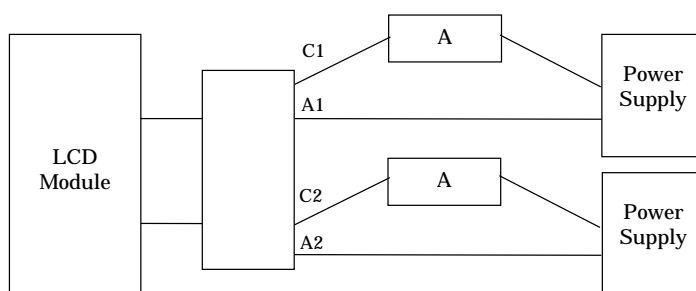 C1
A
Power
Supply
A1
LCD
Module
C2
A
Power
Supply
A2